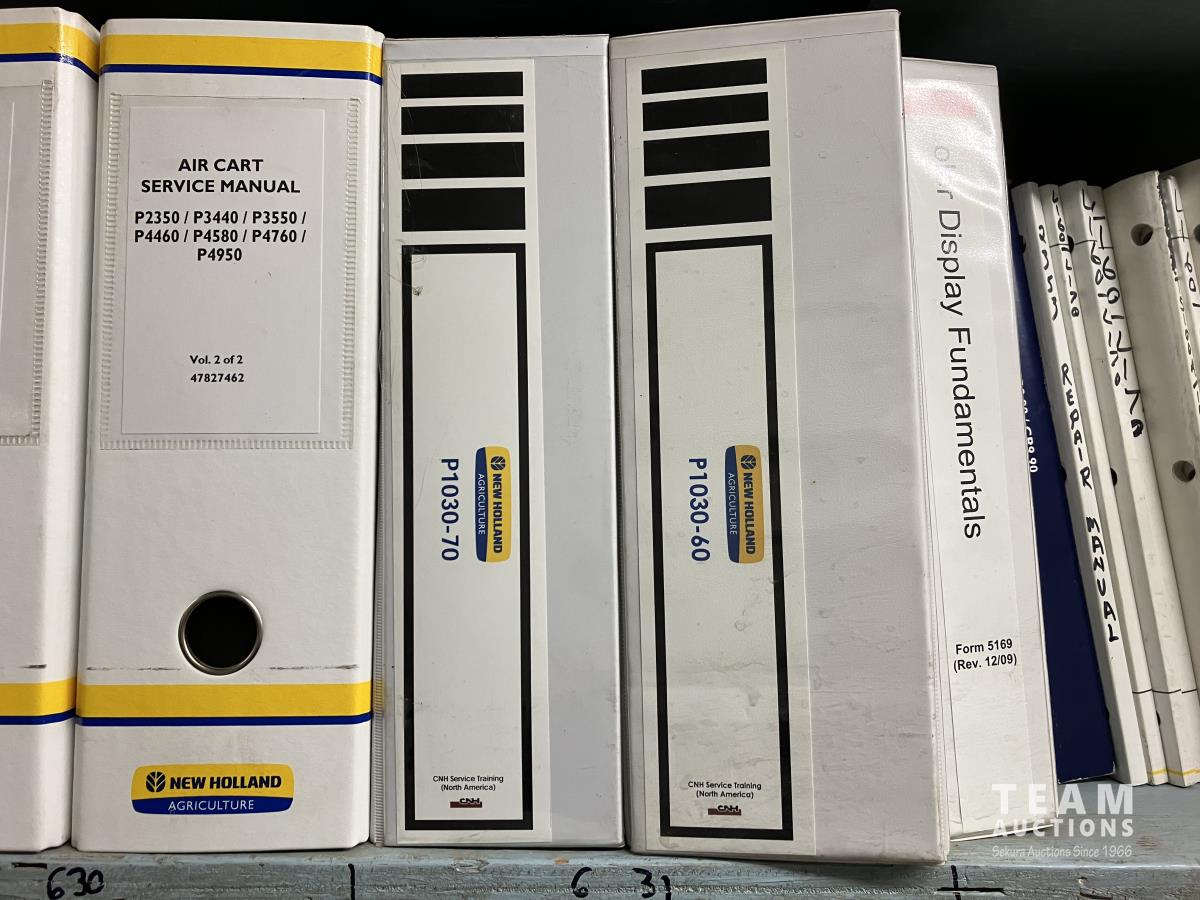 AIR CART
SERVICE MANUAL
P2350 / P3440 / P3550 /
P4460 / P4580 / P4760 /
P4950
Vol. 2 of 2
47827462
NEW HOLLAND
AGRICULTURE
P1030-70
NEW HOLLAND
AGRICULTURE
CNH Service Training
(North America)
CNH
P1030-60
NEW HOLLAND
AGRICULTURE
CNH Service Training
(North America)
CNH
Display Fundamentals
Form 5169
(Rev. 12/09)
REPAIR MANUAL
TEAM
AUCTIONS
Sekura Auctions Since 1966
630
631